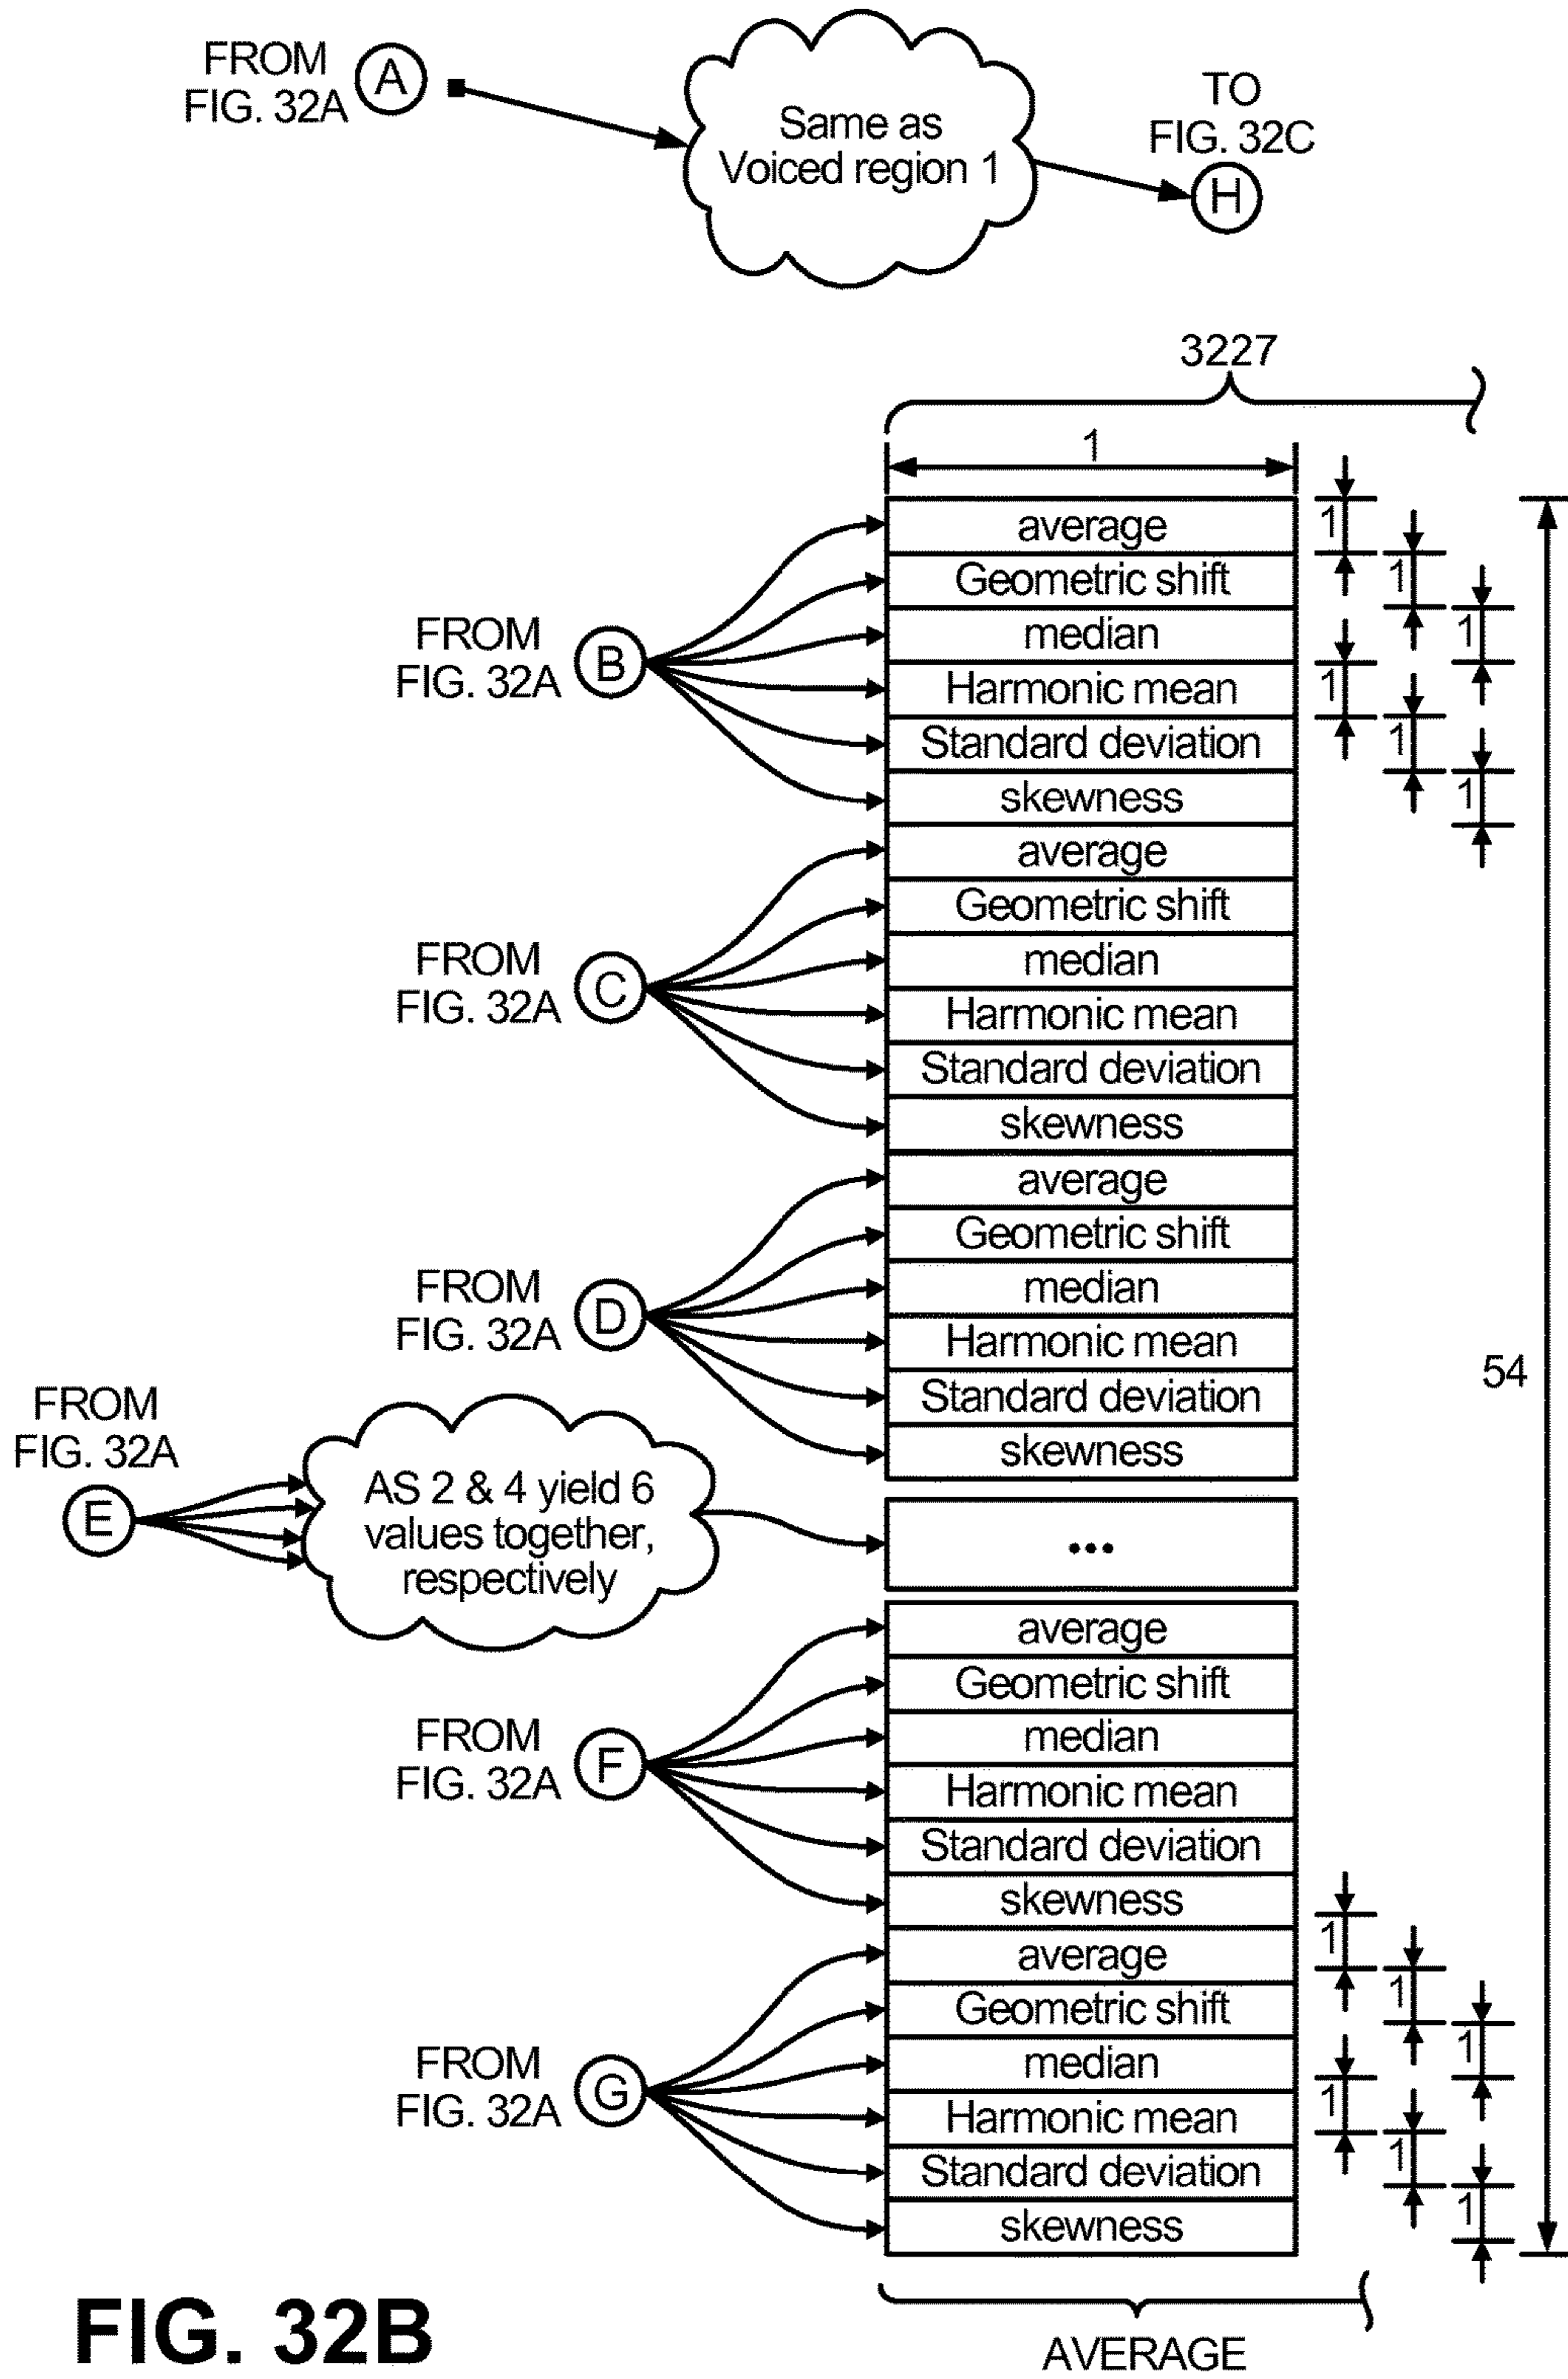 FROM
FIG. 32A
A
Same as
Voiced region 1
TO
FIG. 32C
H
3227
1
average
Geometric shift
median
Harmonic mean
Standard deviation
skewness
1
1
1
1
1
1
FROM
FIG. 32A
B
average
Geometric shift
median
Harmonic mean
Standard deviation
skewness
FROM
FIG. 32A
C
average
Geometric shift
median
Harmonic mean
Standard deviation
skewness
FROM
FIG. 32A
D
54
FROM
FIG. 32A
E
AS 2 & 4 yield 6
values together,
respectively
...
average
Geometric shift
median
Harmonic mean
Standard deviation
skewness
FROM
FIG. 32A
F
average
Geometric shift
median
Harmonic mean
Standard deviation
skewness
1
1
1
1
1
1
FROM
FIG. 32A
G
FIG. 32B
AVERAGE